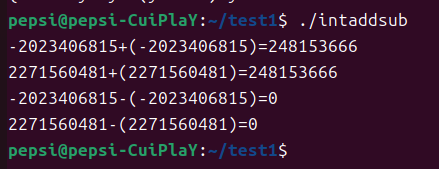 pepsi@pepsi-CuiPlaY:~/test1$ ./intaddsub
-2023406815+(-2023406815)=248153666
2271560481+(2271560481)=248153666
-2023406815-(-2023406815)=0
2271560481-(2271560481)=0
pepsi@pepsi-CuiPlaY:~/test1$